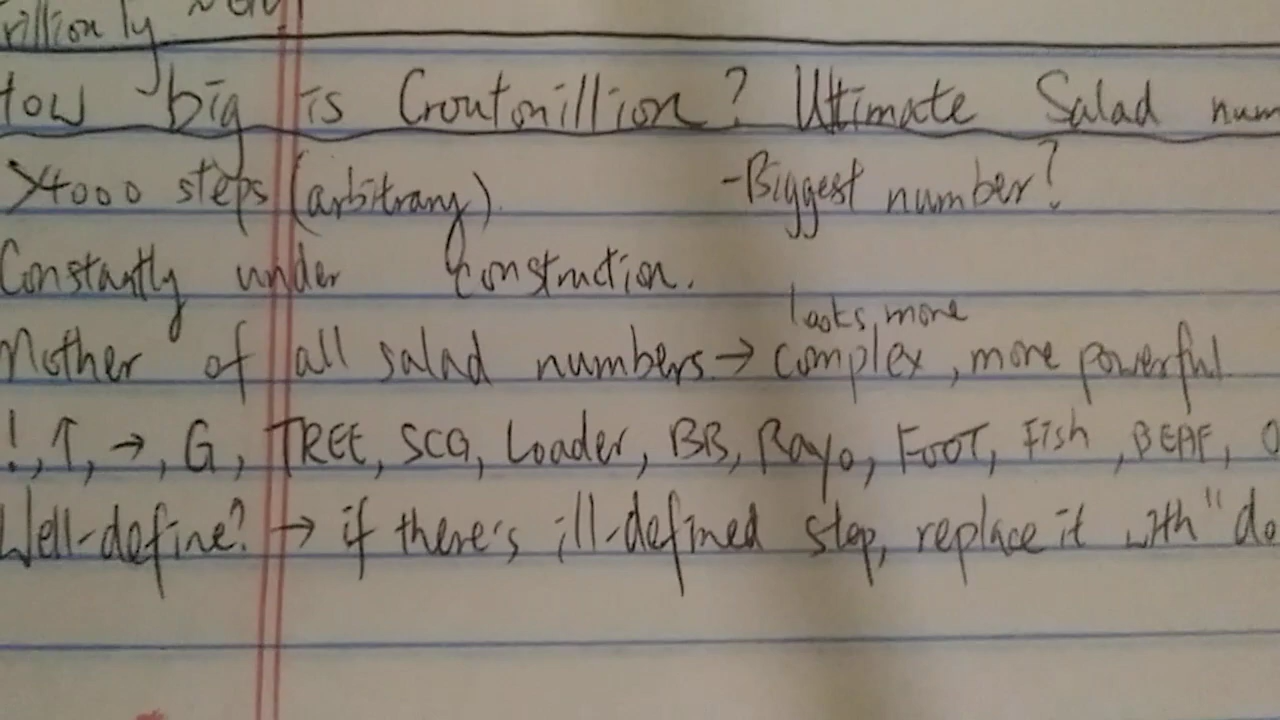 rillionly
How big is Croutonillion? Ultimate Salad num
>4000 steps (arbitrary). -Biggest number?
Constantly under construction.
looks, more
Mother of all salad numbers → complex, more powerful
!, ↑, →, G, TREE, SCG, Loader, BB, Rayo, FOOT, Fish, BEAF, O
Well-define? → if there's ill-defined step, replace it with "do